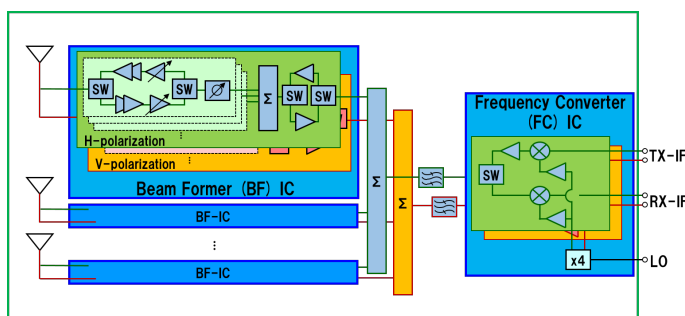 SW
SW
Σ
SW
SW
H-polarization
V-polarization
Beam Former (BF) IC
BF-IC
BF-IC
Σ
Σ
Frequency Converter
(FC) IC
SW
x4
TX-IF
RX-IF
LO